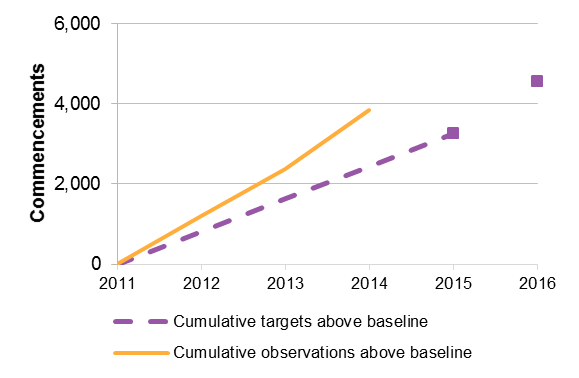 6,000
4,000
2,000
0
Commencements
2011 2012 2013 2014 2015 2016
Cumulative targets above baseline
Cumulative observations above baseline